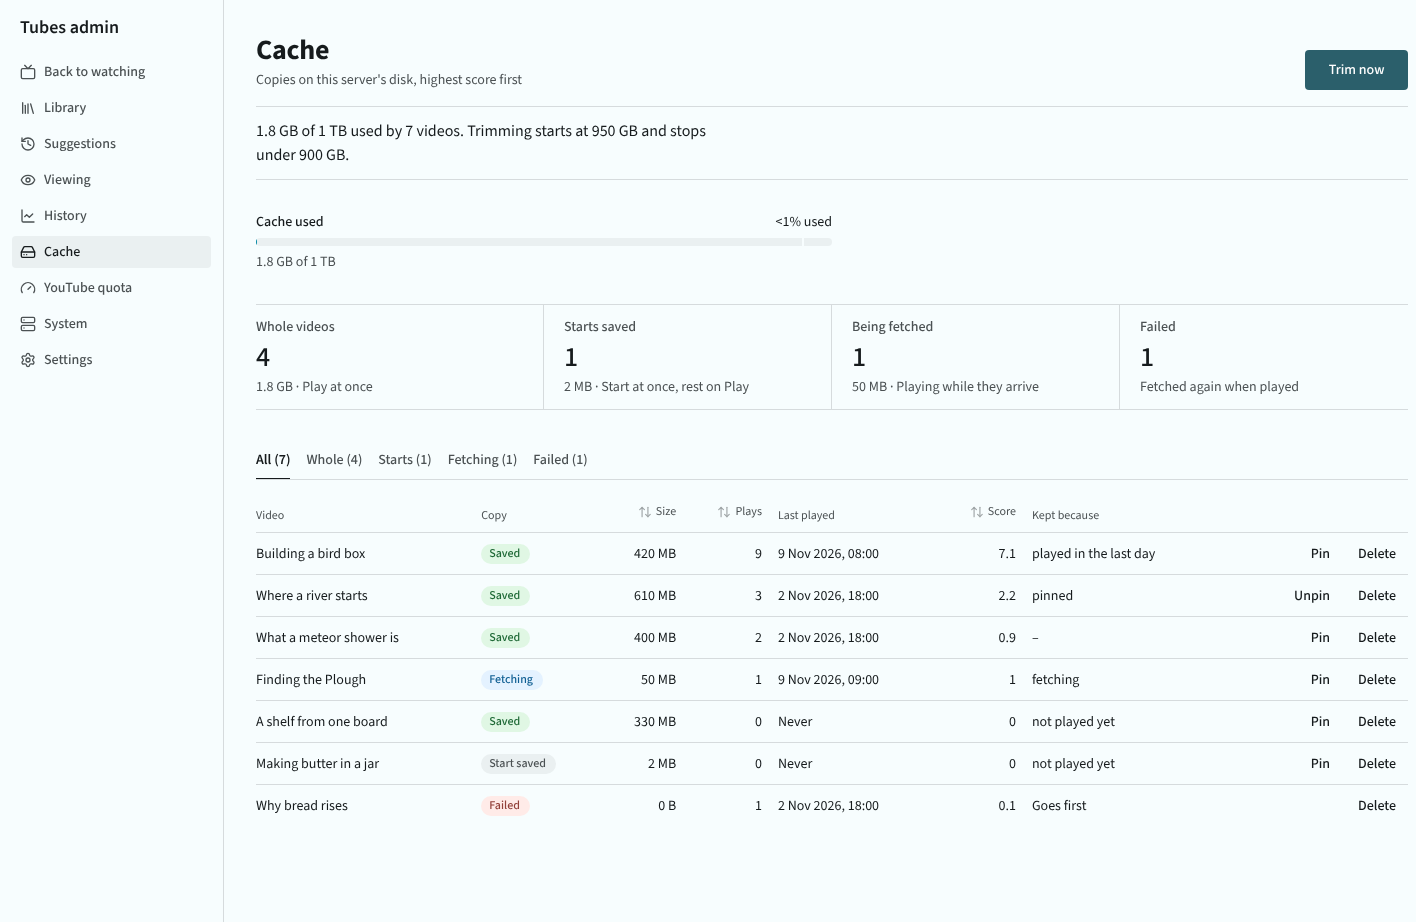 Tubes admin
Back to watching
Library
Suggestions
Viewing
History
Cache
YouTube quota
System
Settings
Cache
Copies on this server's disk, highest score first
Trim now
1.8 GB of 1 TB used by 7 videos. Trimming starts at 950 GB and stops
under 900 GB.
Cache used <1% used
1.8 GB of 1 TB
Whole videos
4
1.8 GB · Play at once
Starts saved
1
2 MB · Start at once, rest on Play
Being fetched
1
50 MB · Playing while they arrive
Failed
1
Fetched again when played
All (7) Whole (4) Starts (1) Fetching (1) Failed (1)
Video Copy Size Plays Last played Score Kept because
Building a bird box Saved 420 MB 9 9 Nov 2026, 08:00 7.1 played in the last day Pin Delete
Where a river starts Saved 610 MB 3 2 Nov 2026, 18:00 2.2 pinned Unpin Delete
What a meteor shower is Saved 400 MB 2 2 Nov 2026, 18:00 0.9 – Pin Delete
Finding the Plough Fetching 50 MB 1 9 Nov 2026, 09:00 1 fetching Pin Delete
A shelf from one board Saved 330 MB 0 Never 0 not played yet Pin Delete
Making butter in a jar Start saved 2 MB 0 Never 0 not played yet Pin Delete
Why bread rises Failed 0 B 1 2 Nov 2026, 18:00 0.1 Goes first Delete